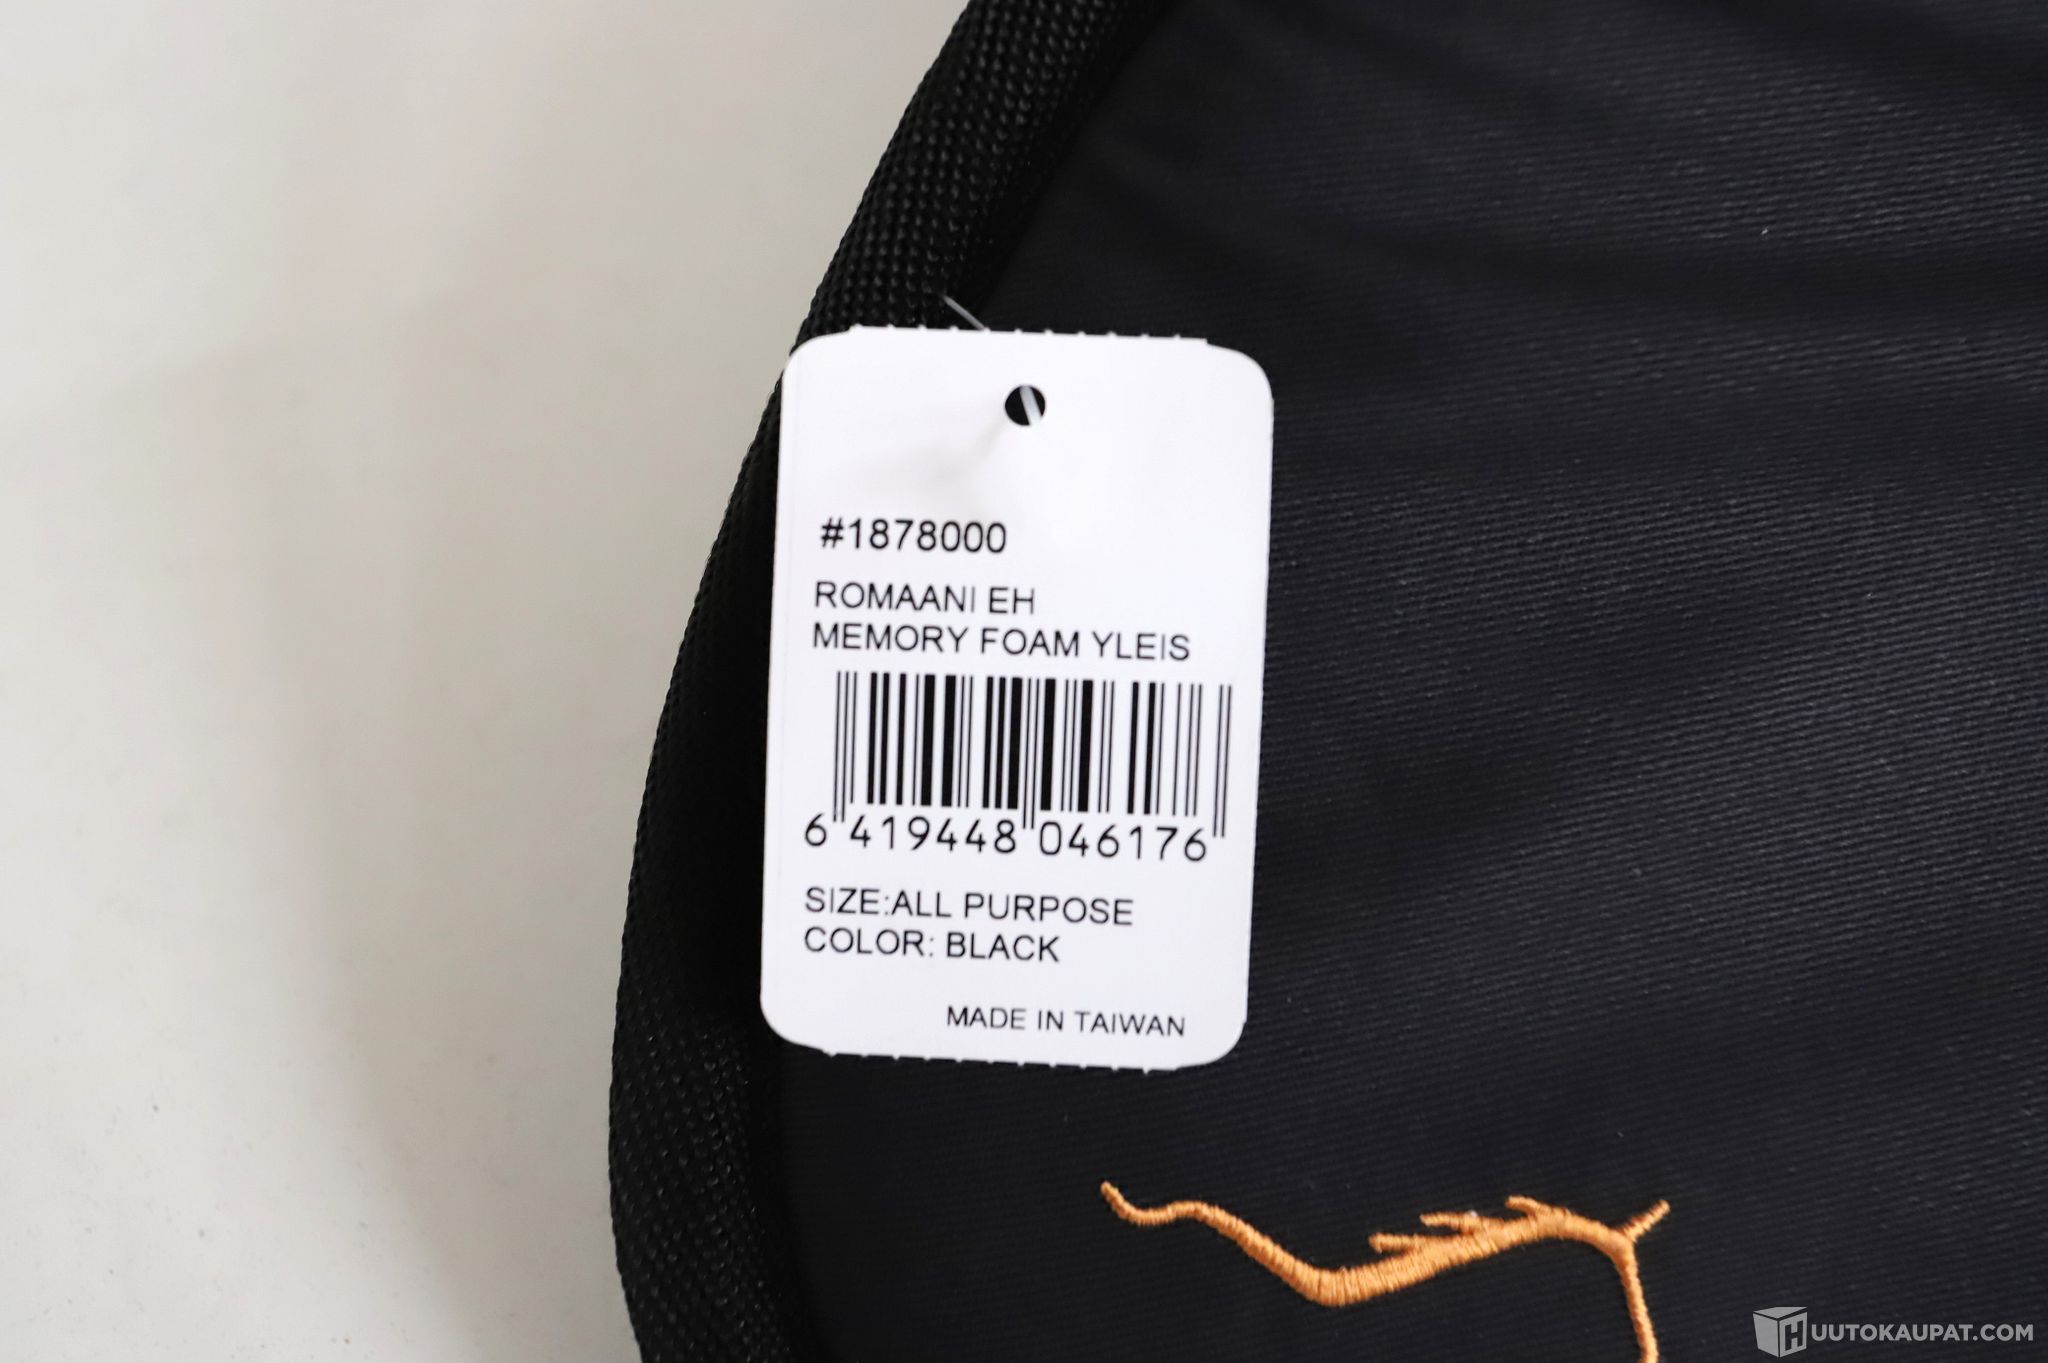 #1878000
ROMAANI EH
MEMORY FOAM YLEIS
6 419448 046176
SIZE:ALL PURPOSE
COLOR: BLACK
MADE IN TAIWAN
HUUTOKAUPAT.COM